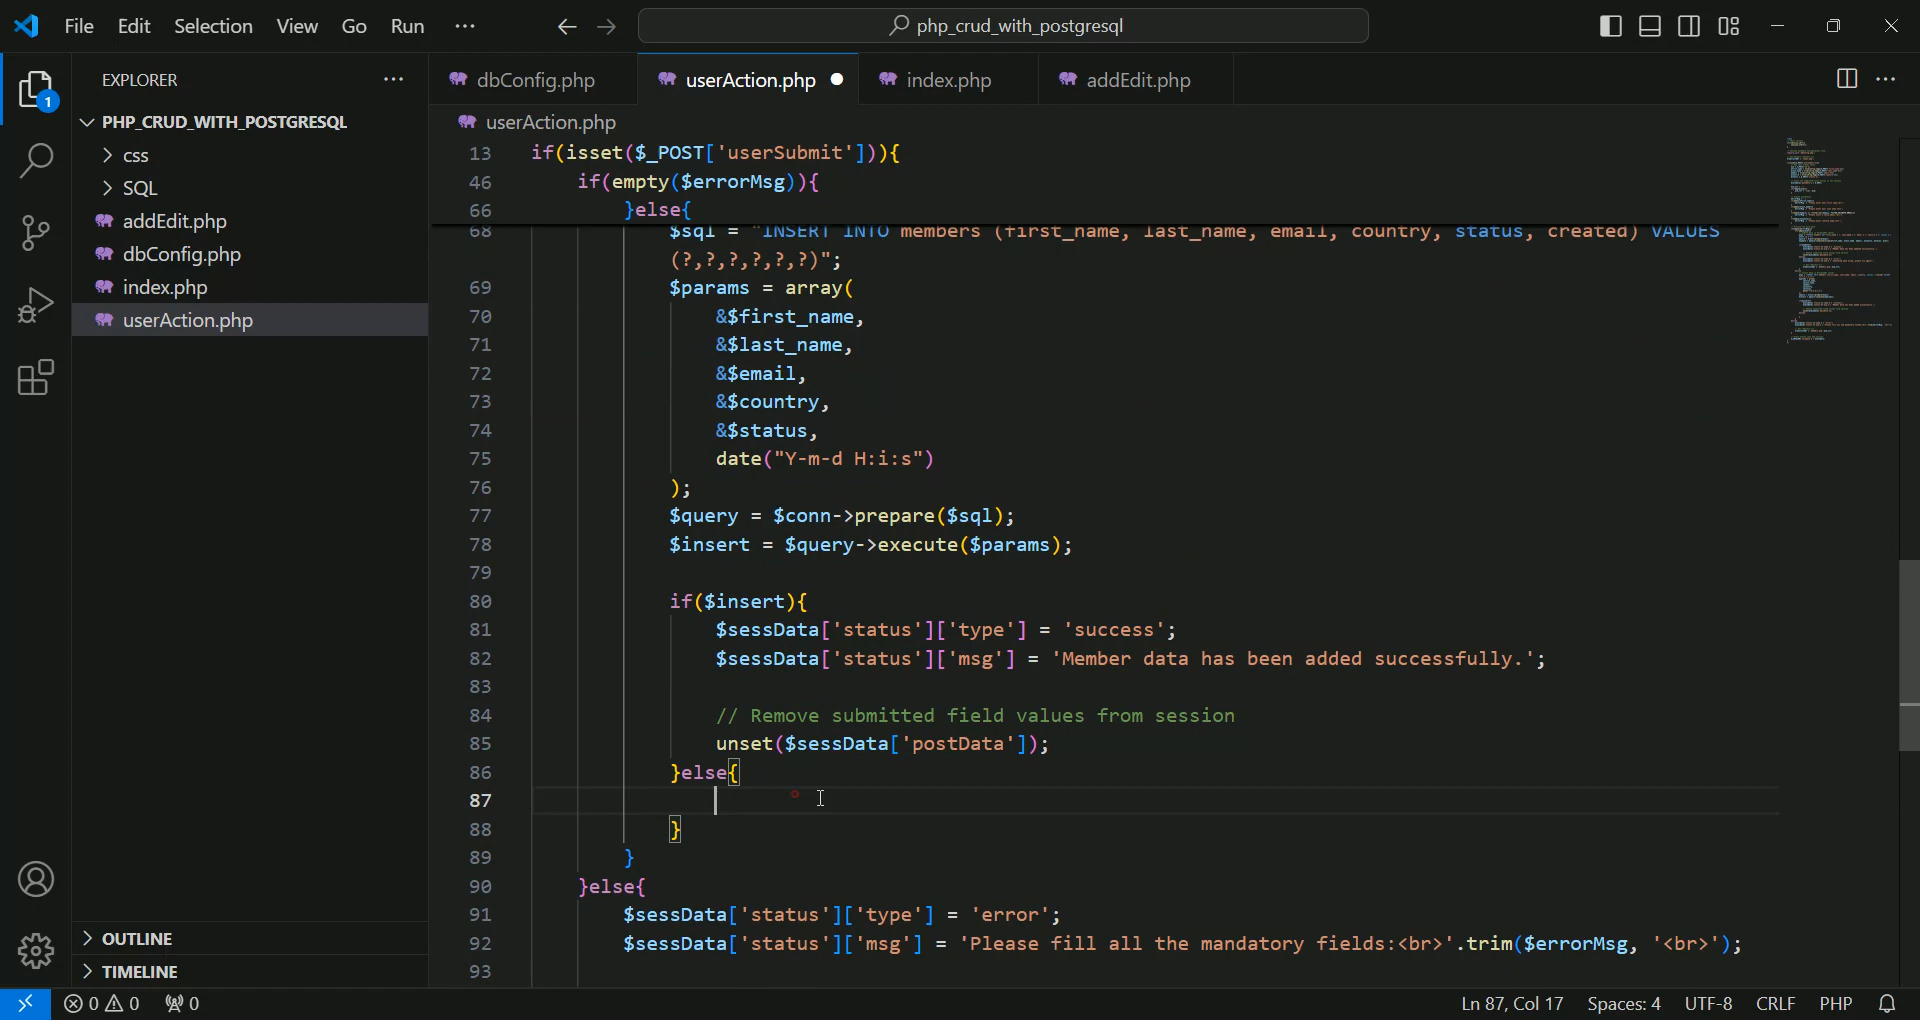 File Edit Selection View Go Run ··· php_crud_with_postgresql
EXPLORER ···
dbConfig.php userAction.php index.php addEdit.php ···
PHP_CRUD_WITH_POSTGRESQL
css
SQL
addEdit.php
dbConfig.php
index.php
userAction.php
OUTLINE
TIMELINE
1
userAction.php
13 if(isset($_POST['userSubmit'])){
46 if(empty($errorMsg)){
66 }else{
68 $sql = "INSERT INTO members (first_name, last_name, email, country, status, created) VALUES
(?,?,?,?,?,?)";
69 $params = array(
70 &$first_name,
71 &$last_name,
72 &$email,
73 &$country,
74 &$status,
75 date("Y-m-d H:i:s")
76 );
77 $query = $conn->prepare($sql);
78 $insert = $query->execute($params);
79
80 if($insert){
81 $sessData['status']['type'] = 'success';
82 $sessData['status']['msg'] = 'Member data has been added successfully.';
83
84 // Remove submitted field values from session
85 unset($sessData['postData']);
86 }else{
87
88 }
89 }
90 }else{
91 $sessData['status']['type'] = 'error';
92 $sessData['status']['msg'] = 'Please fill all the mandatory fields:<br>'.trim($errorMsg, '<br>');
93
0 0 0 Ln 87, Col 17 Spaces: 4 UTF-8 CRLF PHP